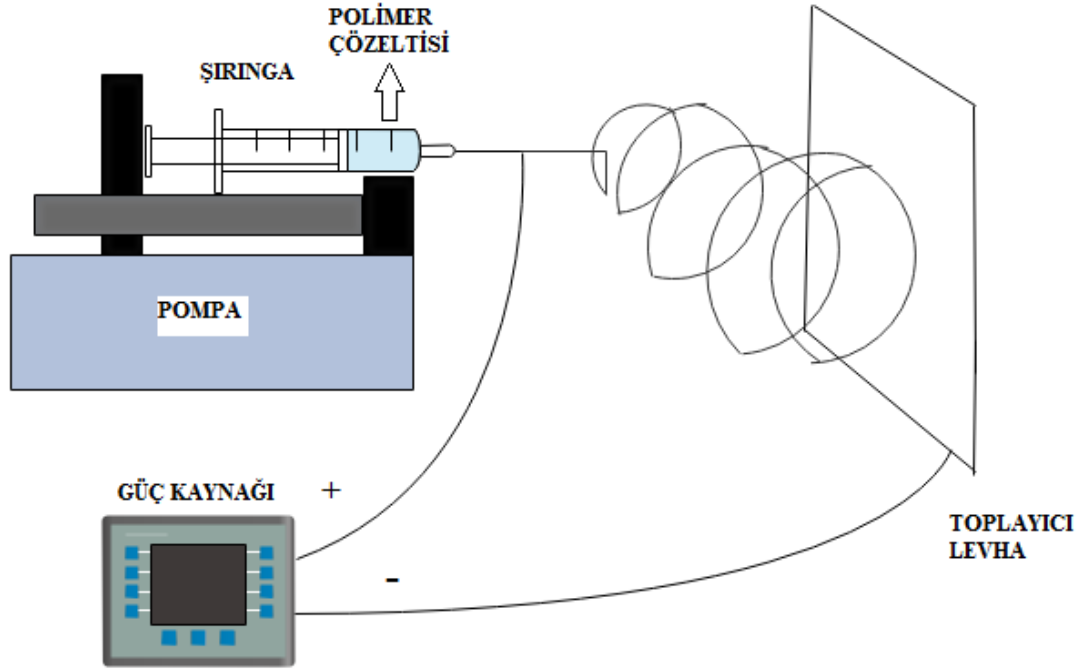 POLİMER
ÇÖZELTİSİ
ŞIRINGA
POMPA
GÜÇ KAYNAĞI
+
-
TOPLAYICI
LEVHA